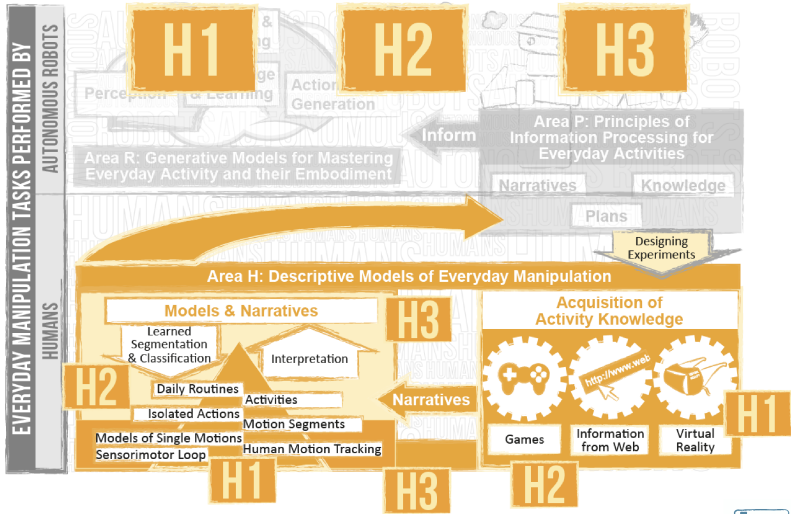 H1
H2
H3
EVERYDAY MANIPULATION TASKS PERFORMED BY
AUTONOMOUS ROBOTS
HUMANS
&
Perception
& Learning
Action
Generation
Area R: Generative Models for Mastering
Everyday Activity and their Embodiment
Inform
Area P: Principles of
Information Processing for
Everyday Activities
Narratives
Knowledge
Plans
Designing
Experiments
Area H: Descriptive Models of Everyday Manipulation
Models & Narratives
Learned
Segmentation
& Classification
Interpretation
H3
H2
Daily Routines
Activities
Isolated Actions
Motion Segments
Models of Single Motions
Human Motion Tracking
Sensorimotor Loop
H1
Narratives
H3
Acquisition of
Activity Knowledge
http://www.web
Games
Information
from Web
Virtual
Reality
H1
H2